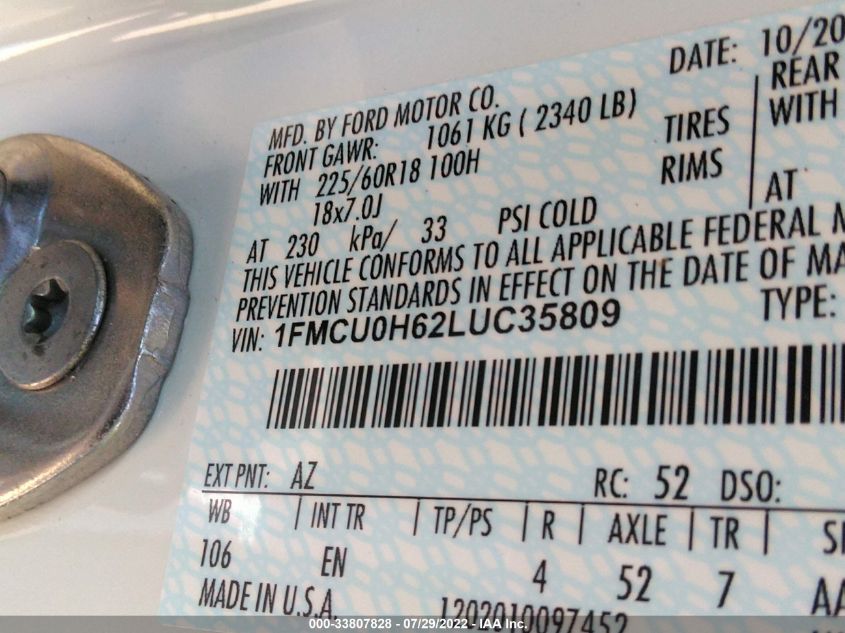 DATE: 10/20
MFD. BY FORD MOTOR CO.
FRONT GAWR: 1061 KG ( 2340 LB)
REAR
WITH 225/60R18 100H TIRES
WITH
18x7.0J RIMS
AT 230 kPa/ 33 PSI COLD
AT
THIS VEHICLE CONFORMS TO ALL APPLICABLE FEDERAL M
PREVENTION STANDARDS IN EFFECT ON THE DATE OF MA
VIN: 1FMCU0H62LUC35809
TYPE:
EXT PNT: AZ RC: 52 DSO:
WB | INT TR | TP/PS | R | AXLE | TR |
106 EN 4 52 7 AA
MADE IN U.S.A. 1202010097452
000-33807828 - 07/29/2022 - IAA Inc.